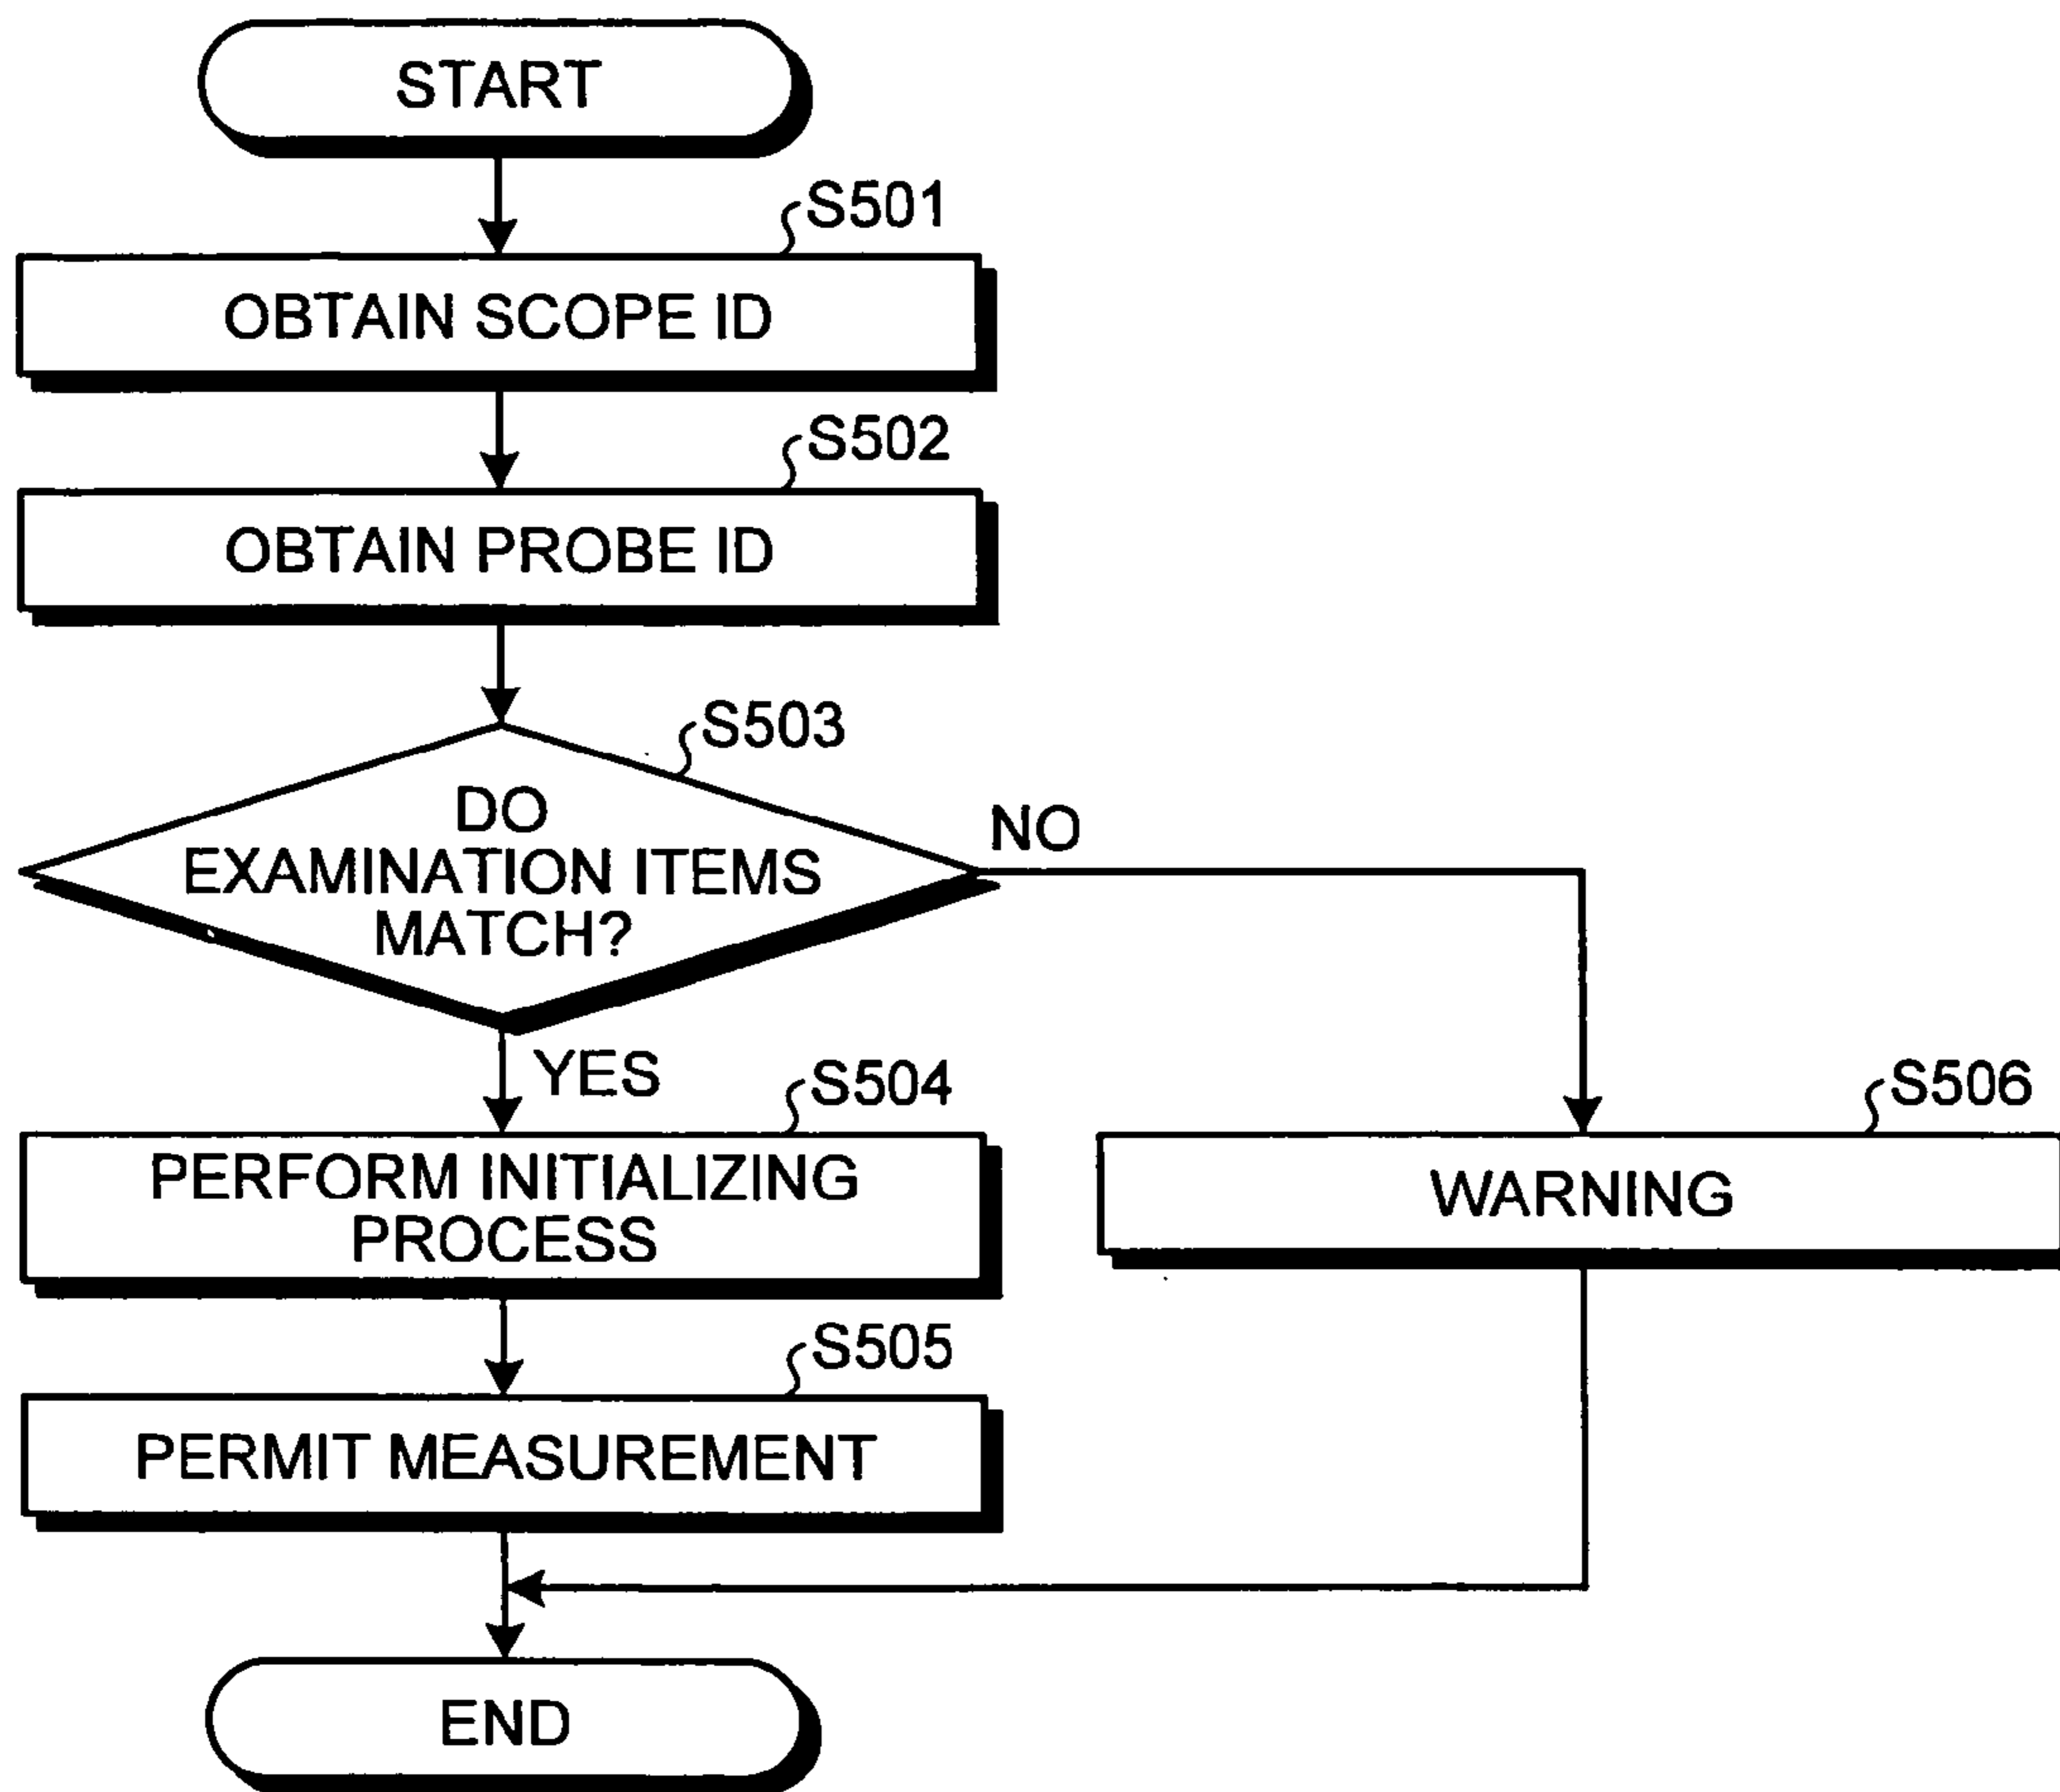 START
S501
OBTAIN SCOPE ID
S502
OBTAIN PROBE ID
S503
DO
EXAMINATION ITEMS
MATCH?
NO
YES
S504
PERFORM INITIALIZING
PROCESS
S506
WARNING
S505
PERMIT MEASUREMENT
END